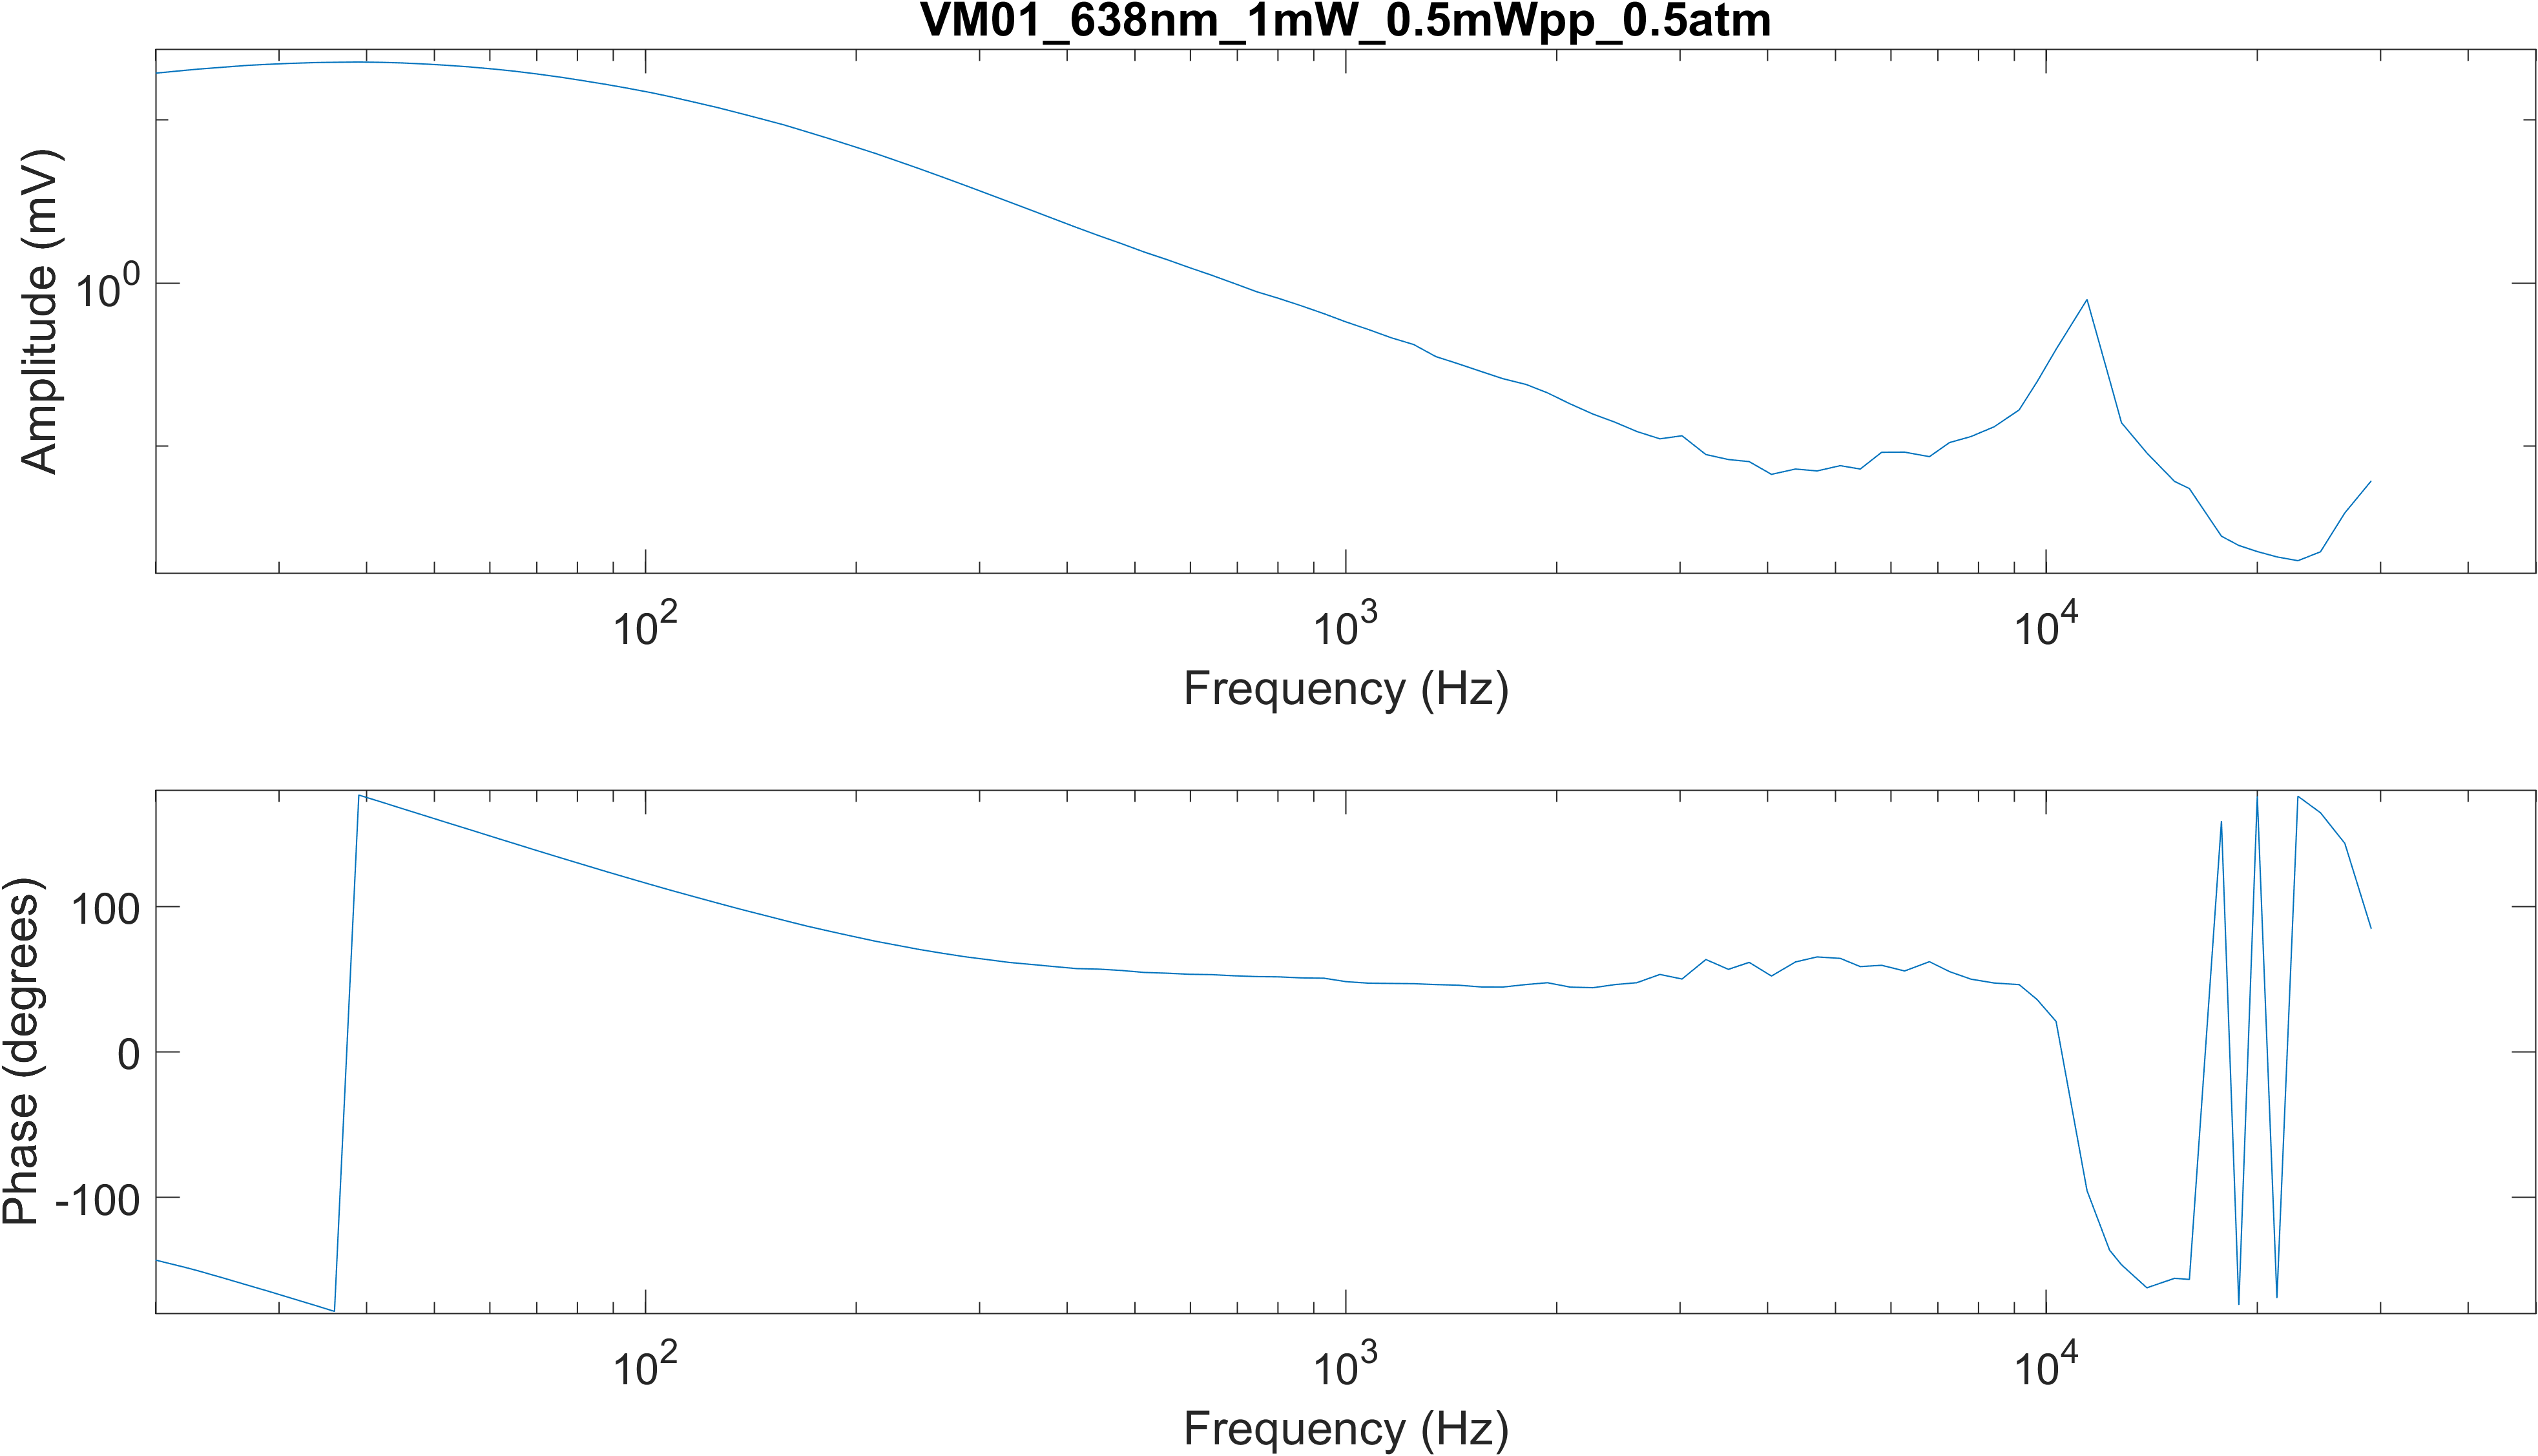 VM01_638nm_1mW_0.5mWpp_0.5atm
Amplitude (mV)
10^0
10^2 10^3 10^4
Frequency (Hz)
Phase (degrees)
100
0
-100
10^2 10^3 10^4
Frequency (Hz)